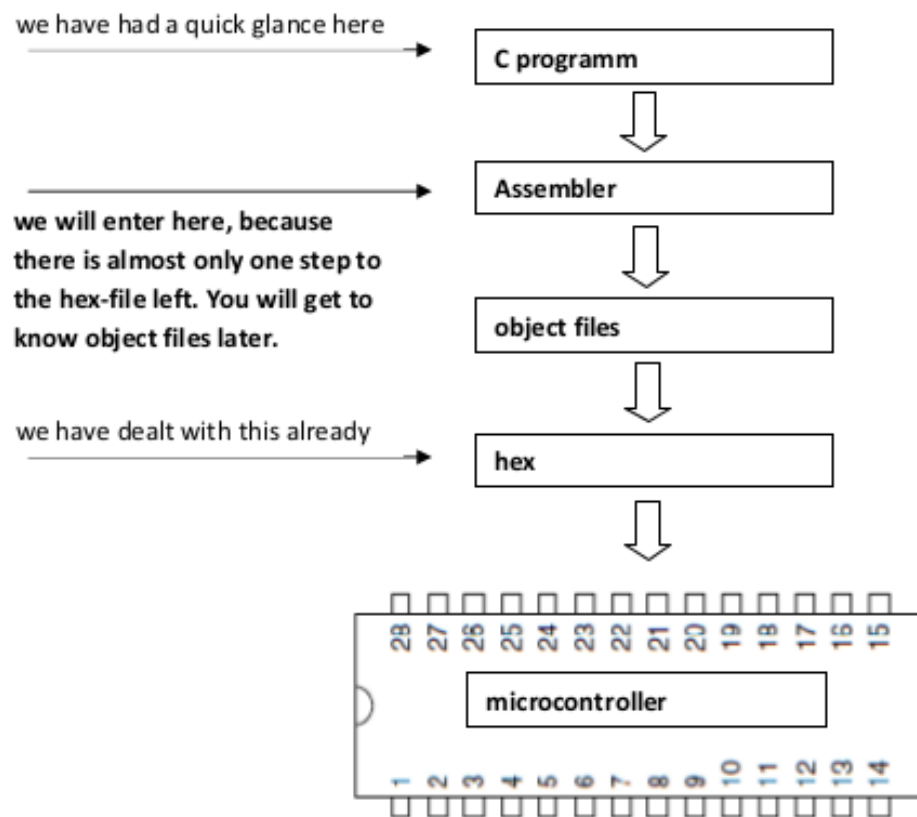 we have had a quick glance here
C programm
Assembler
we will enter here, because
there is almost only one step to
the hex-file left. You will get to
know object files later.
object files
we have dealt with this already
hex
28 27 26 25 24 23 22 21 20 19 18 17 16 15
microcontroller
1 2 3 4 5 6 7 8 9 10 11 12 13 14